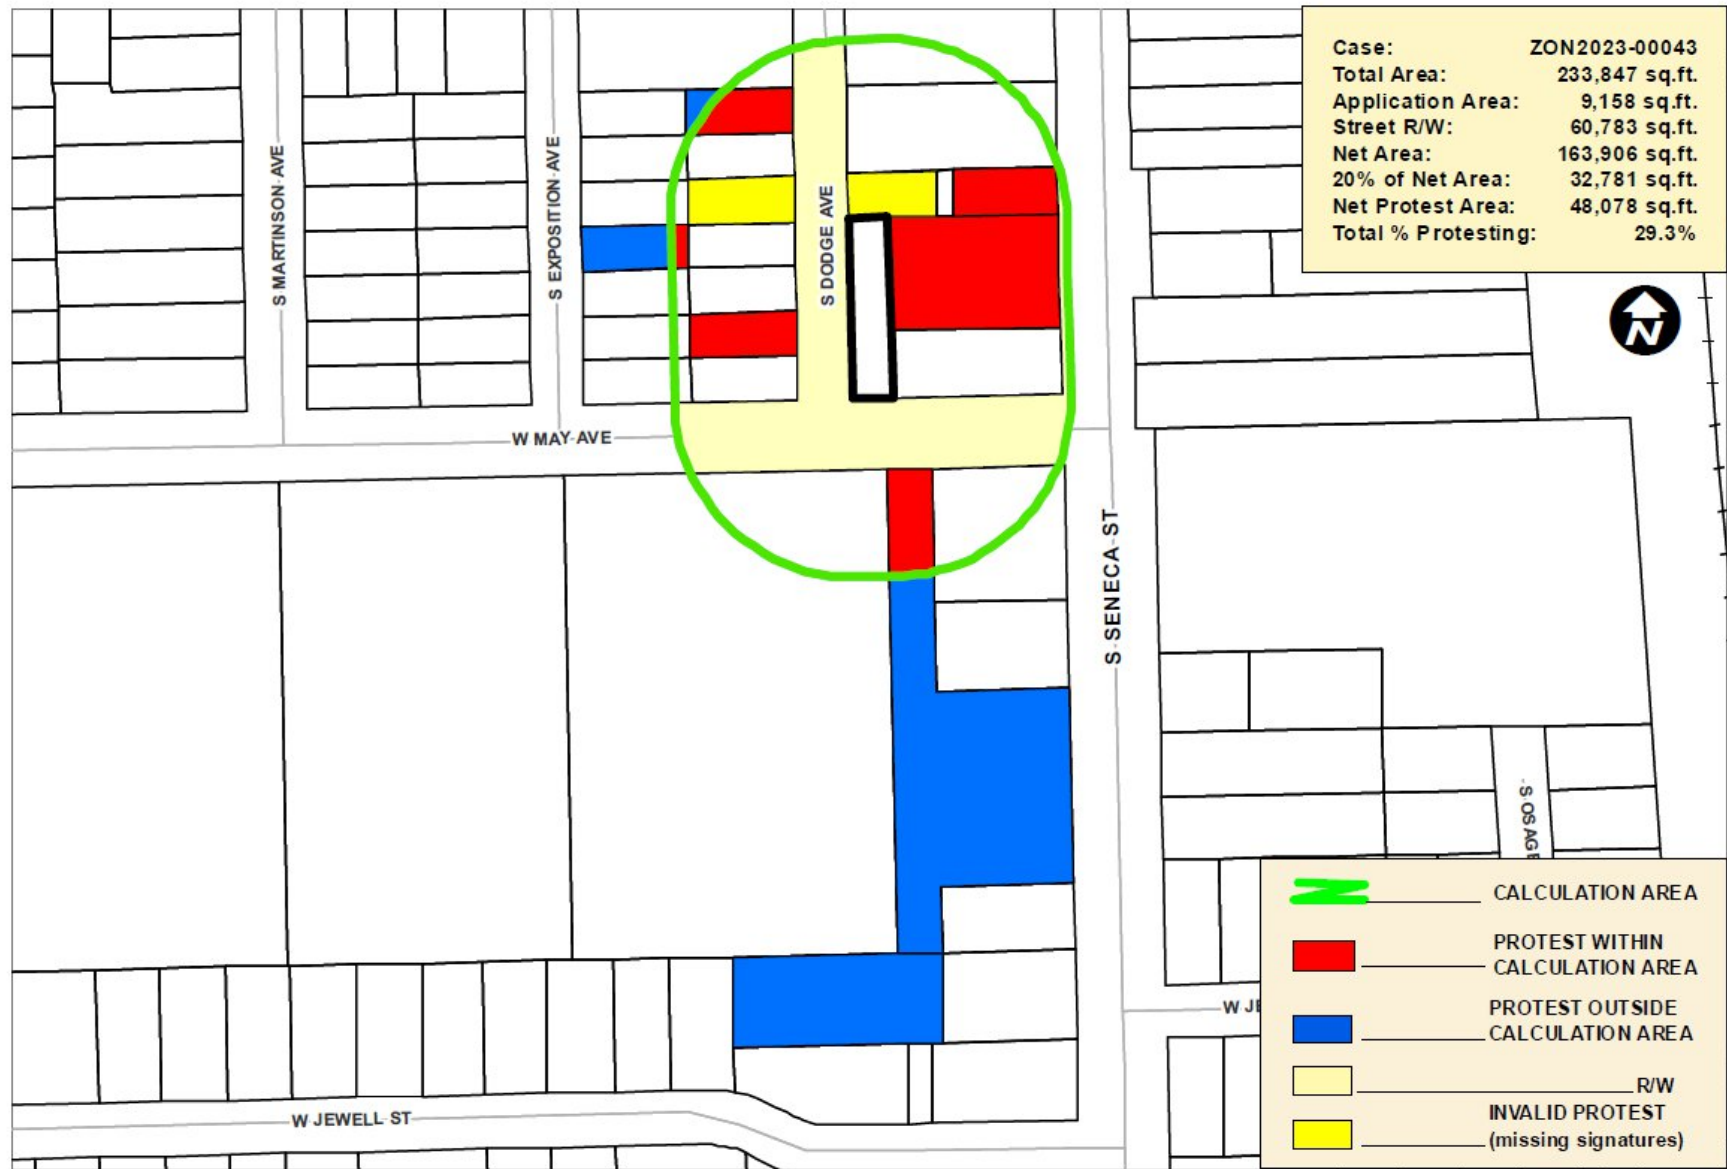 Case: ZON2023-00043
Total Area: 233,847 sq.ft.
Application Area: 9,158 sq.ft.
Street R/W: 60,783 sq.ft.
Net Area: 163,906 sq.ft.
20% of Net Area: 32,781 sq.ft.
Net Protest Area: 48,078 sq.ft.
Total % Protesting: 29.3%
S MARTINSON AVE
S EXPOSITION AVE
S DODGE AVE
N
W MAY AVE
S SENECA ST
S OSAG
W JE
W JEWELL ST
CALCULATION AREA
PROTEST WITHIN
CALCULATION AREA
PROTEST OUTSIDE
CALCULATION AREA
R/W
INVALID PROTEST
(missing signatures)